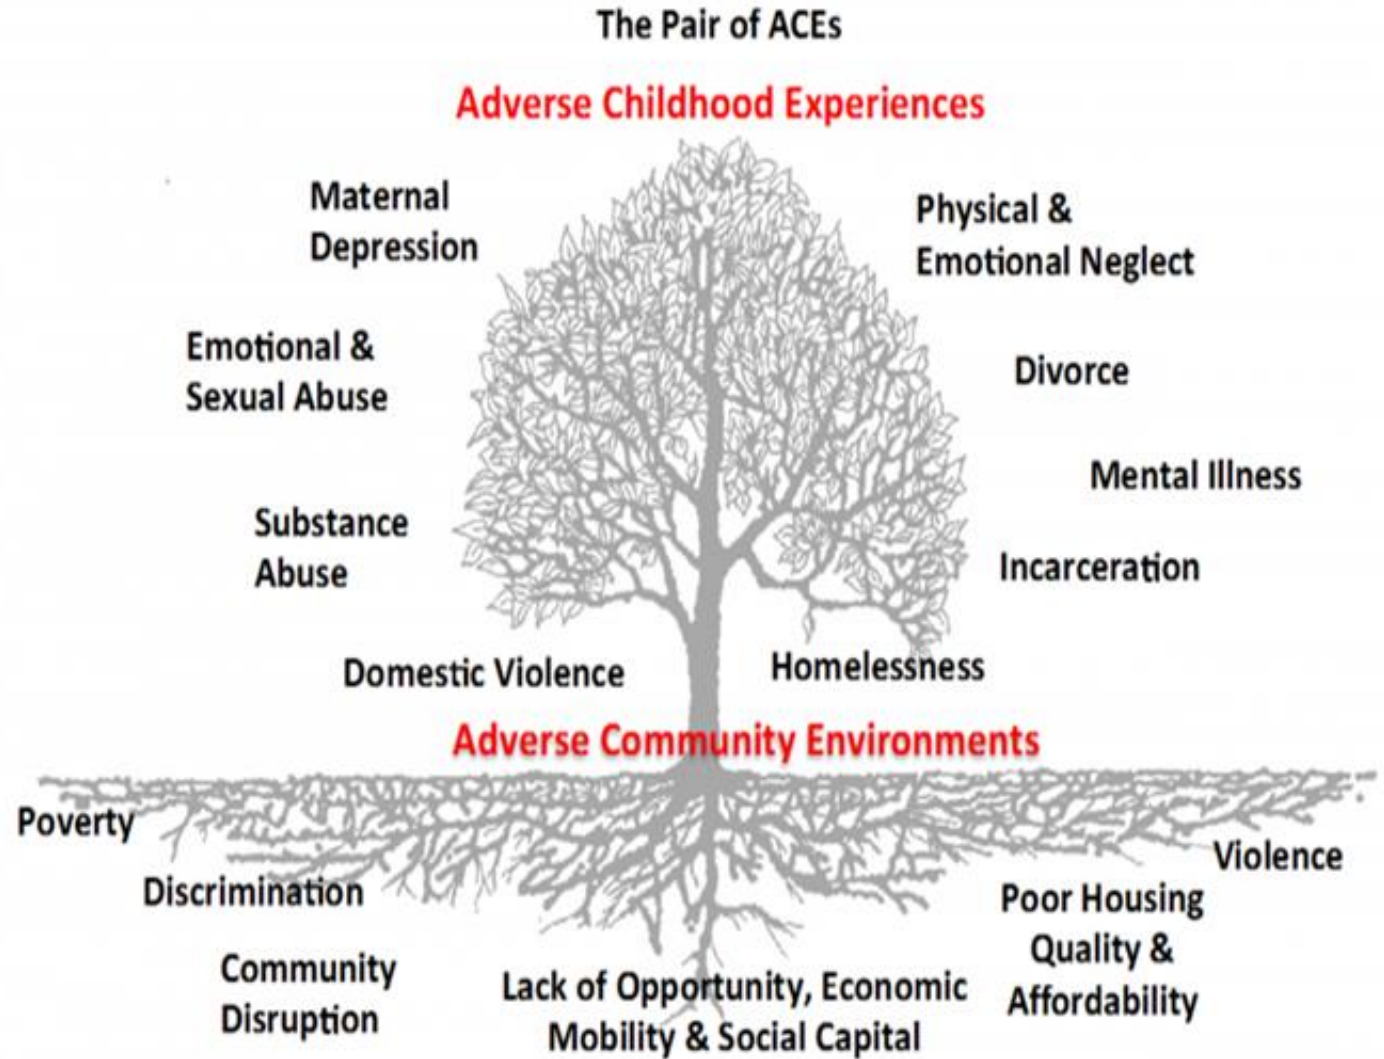 The Pair of ACEs
Adverse Childhood Experiences
Maternal
Depression
Physical &
Emotional Neglect
Emotional &
Sexual Abuse
Divorce
Mental Illness
Substance
Abuse
Incarceration
Domestic Violence
Homelessness
Adverse Community Environments
Poverty
Violence
Discrimination
Poor Housing
Quality &
Affordability
Community
Disruption
Lack of Opportunity, Economic
Mobility & Social Capital